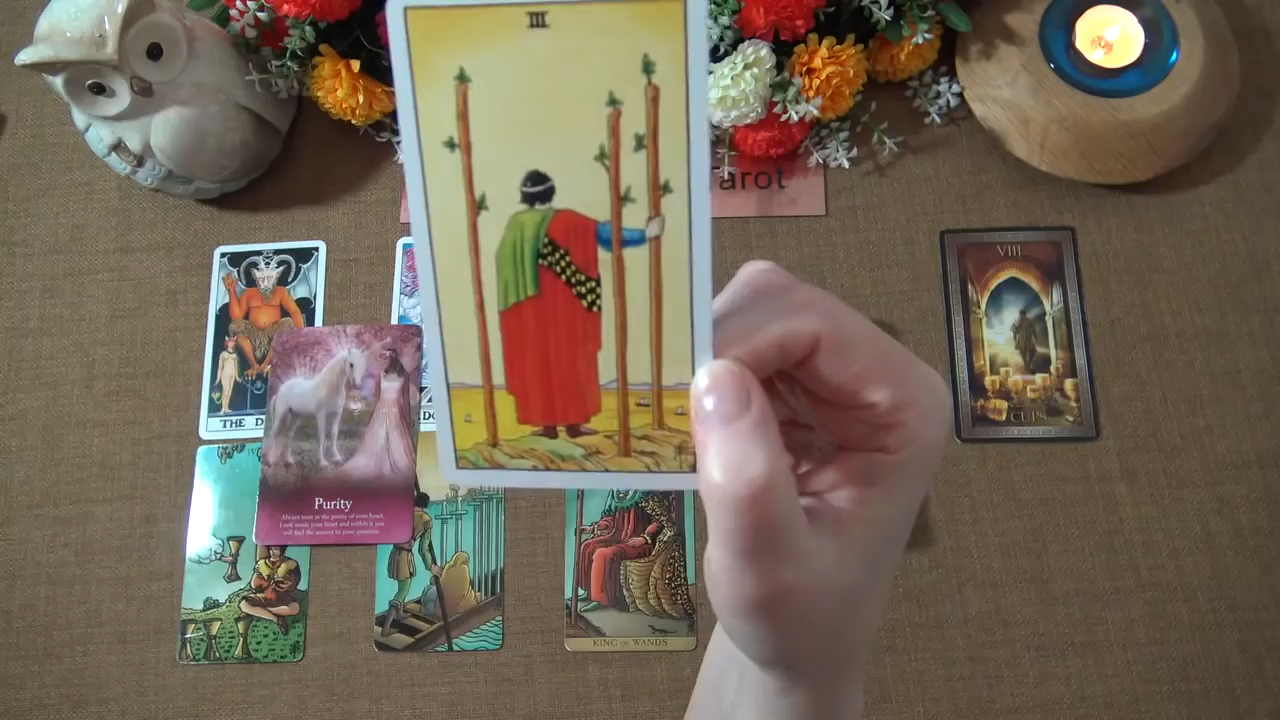 III
Tarot
VIII
THE D
DO
CUPS
Purity
Always trust in the purity of your heart.
Look inside your heart and within it you
will find the answer to your question.
KING OF WANDS